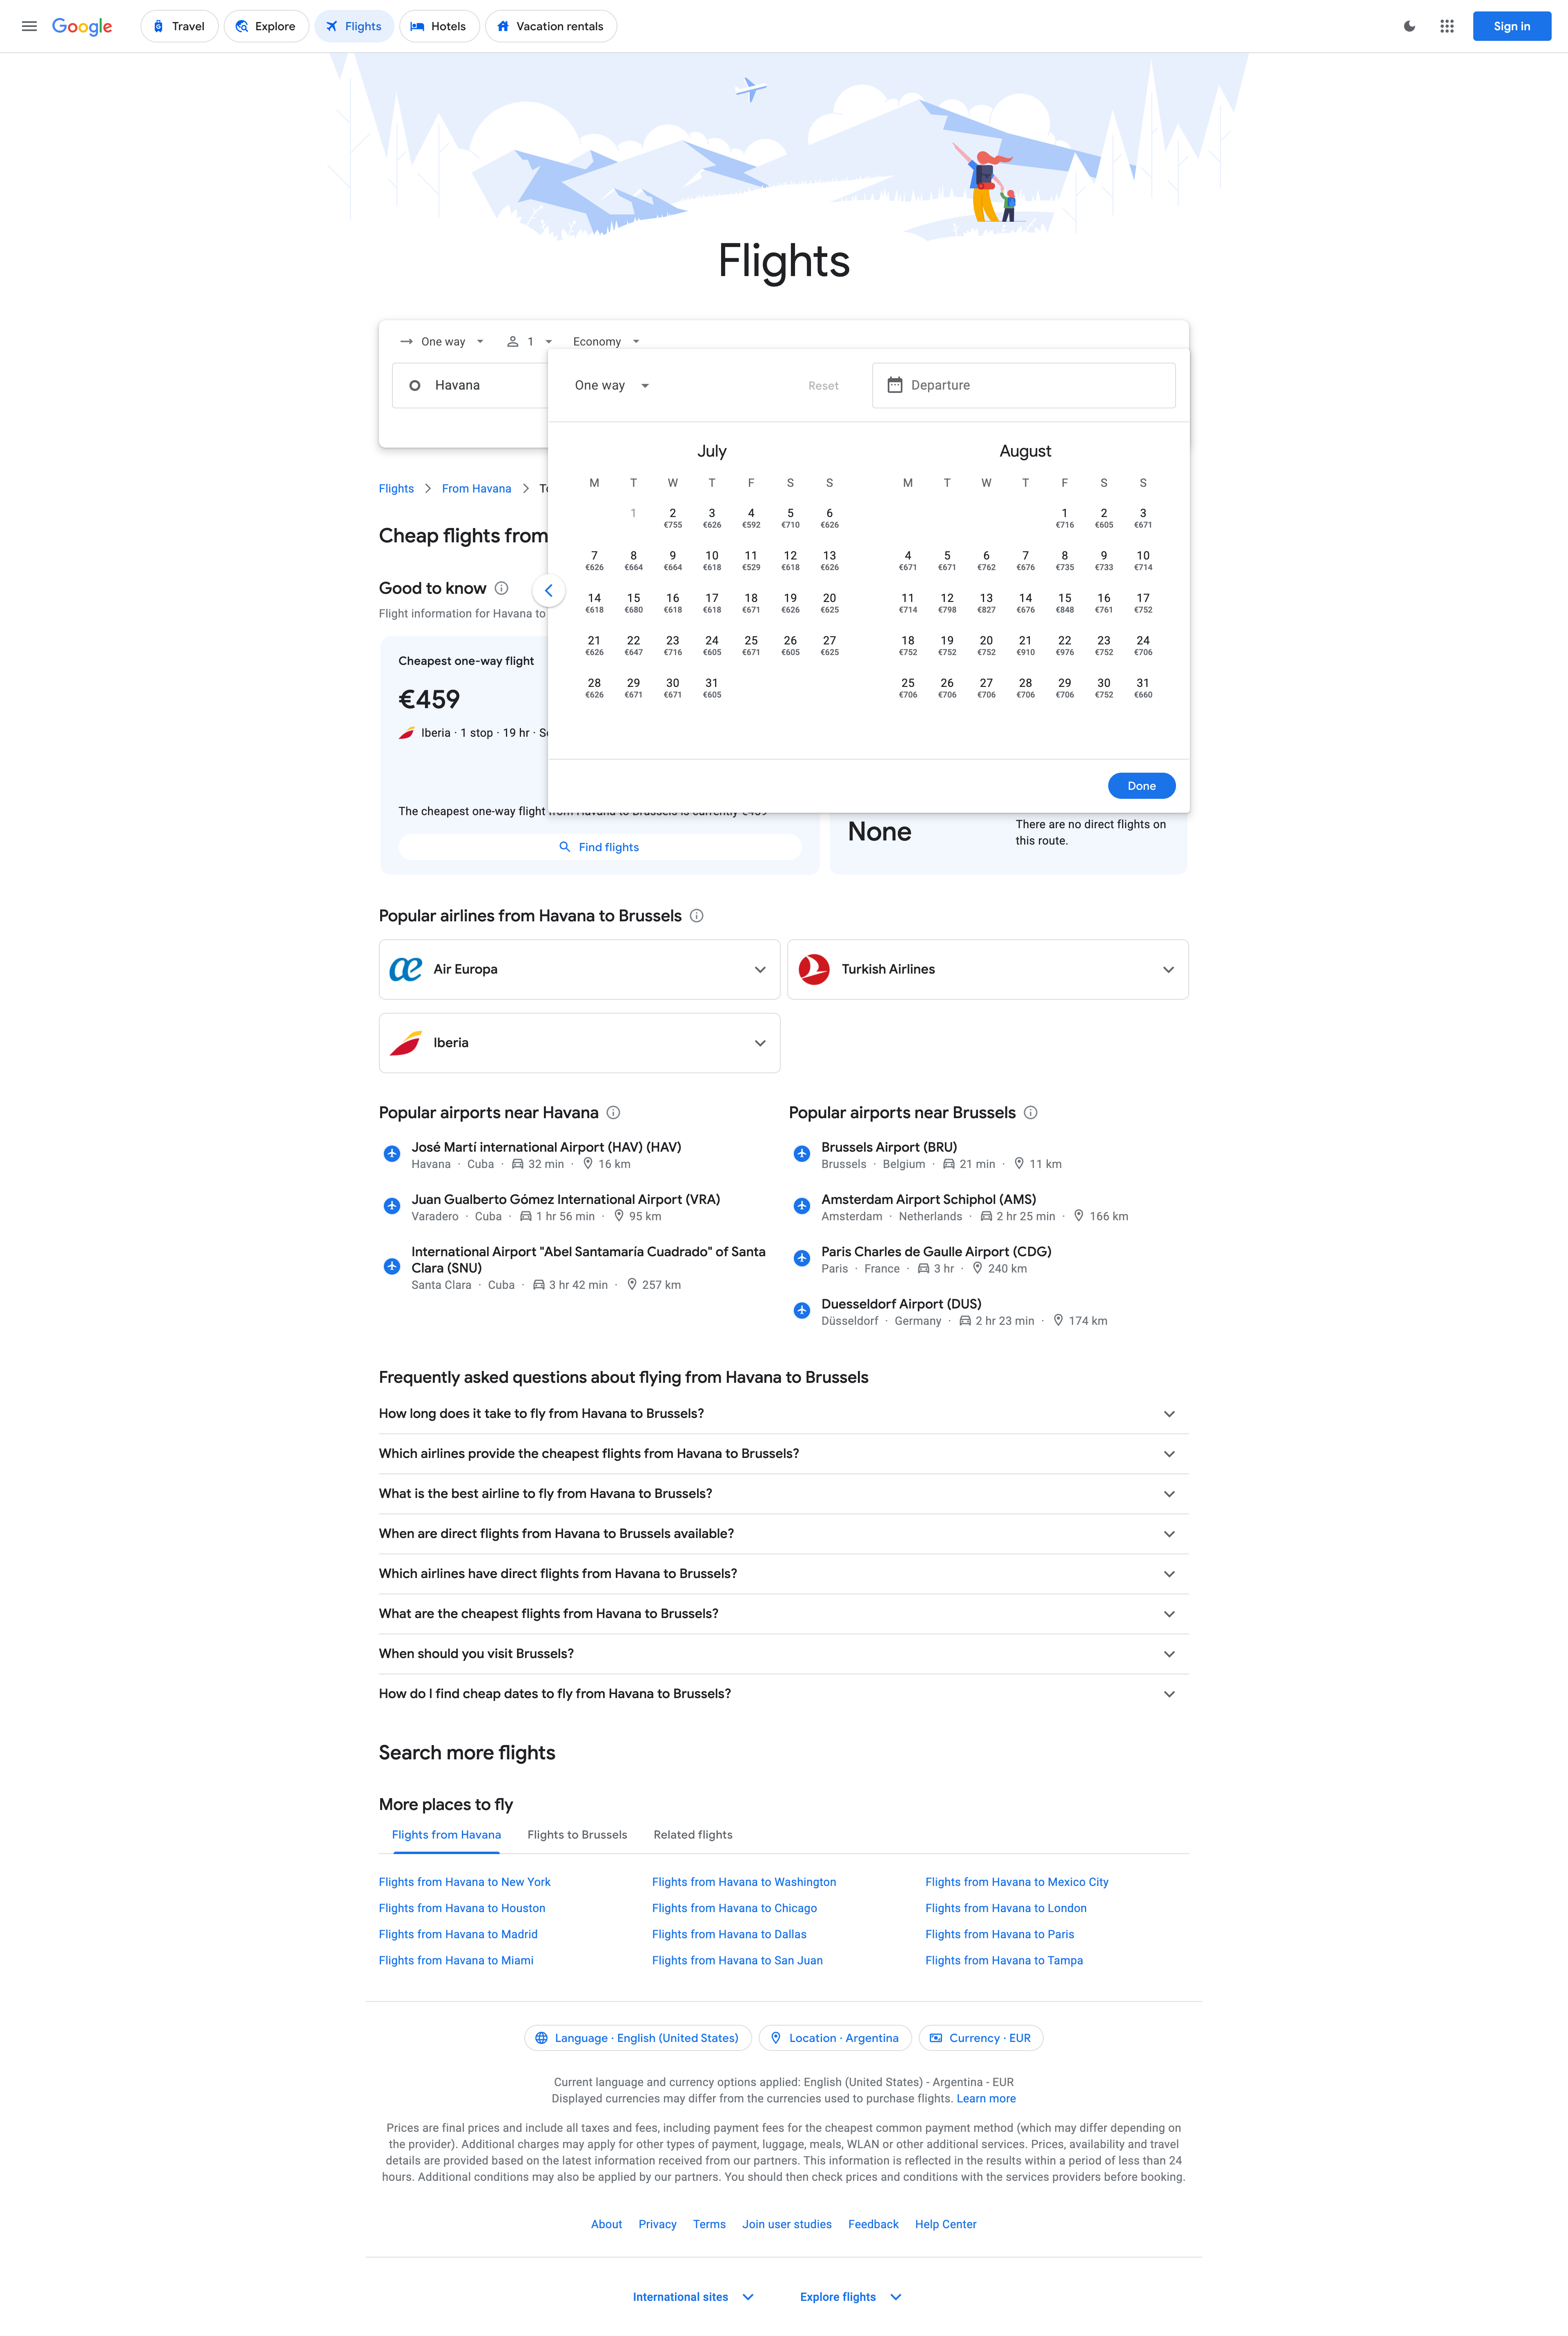 Google
Travel
Explore
Flights
Hotels
Vacation rentals
Sign in
Flights
One way
1
Economy
Havana
One way
Reset
Departure
July
M T W T F S S
1 2 3 4 5 6
€755 €626 €592 €710 €626
7 8 9 10 11 12 13
€626 €664 €664 €618 €529 €618 €626
14 15 16 17 18 19 20
€618 €680 €618 €618 €671 €626 €625
21 22 23 24 25 26 27
€626 €647 €716 €605 €671 €605 €625
28 29 30 31
€626 €671 €671 €605
August
M T W T F S S
1 2 3
€716 €605 €671
4 5 6 7 8 9 10
€671 €671 €762 €676 €735 €733 €714
11 12 13 14 15 16 17
€714 €798 €827 €676 €848 €761 €752
18 19 20 21 22 23 24
€752 €752 €752 €910 €976 €752 €706
25 26 27 28 29 30 31
€706 €706 €706 €706 €706 €752 €660
Done
Flights
From Havana
Cheap flights from
Good to know
Flight information for Havana to
Cheapest one-way flight
€459
Iberia · 1 stop · 19 hr ·
The cheapest one-way flight from Havana to Brussels is currently €459
Find flights
None
There are no direct flights on
this route.
Popular airlines from Havana to Brussels
Air Europa
Turkish Airlines
Iberia
Popular airports near Havana
José Martí international Airport (HAV) (HAV)
Havana · Cuba · 32 min · 16 km
Juan Gualberto Gómez International Airport (VRA)
Varadero · Cuba · 1 hr 56 min · 95 km
International Airport "Abel Santamaría Cuadrado" of Santa
Clara (SNU)
Santa Clara · Cuba · 3 hr 42 min · 257 km
Popular airports near Brussels
Brussels Airport (BRU)
Brussels · Belgium · 21 min · 11 km
Amsterdam Airport Schiphol (AMS)
Amsterdam · Netherlands · 2 hr 25 min · 166 km
Paris Charles de Gaulle Airport (CDG)
Paris · France · 3 hr · 240 km
Duesseldorf Airport (DUS)
Düsseldorf · Germany · 2 hr 23 min · 174 km
Frequently asked questions about flying from Havana to Brussels
How long does it take to fly from Havana to Brussels?
Which airlines provide the cheapest flights from Havana to Brussels?
What is the best airline to fly from Havana to Brussels?
When are direct flights from Havana to Brussels available?
Which airlines have direct flights from Havana to Brussels?
What are the cheapest flights from Havana to Brussels?
When should you visit Brussels?
How do I find cheap dates to fly from Havana to Brussels?
Search more flights
More places to fly
Flights from Havana
Flights to Brussels
Related flights
Flights from Havana to New York
Flights from Havana to Washington
Flights from Havana to Mexico City
Flights from Havana to Houston
Flights from Havana to Chicago
Flights from Havana to London
Flights from Havana to Madrid
Flights from Havana to Dallas
Flights from Havana to Paris
Flights from Havana to Miami
Flights from Havana to San Juan
Flights from Havana to Tampa
Language · English (United States)
Location · Argentina
Currency · EUR
Current language and currency options applied: English (United States) - Argentina - EUR
Displayed currencies may differ from the currencies used to purchase flights. Learn more
Prices are final prices and include all taxes and fees, including payment fees for the cheapest common payment method (which may differ depending on
the provider). Additional charges may apply for other types of payment, luggage, meals, WLAN or other additional services. Prices, availability and travel
details are provided based on the latest information received from our partners. This information is reflected in the results within a period of less than 24
hours. Additional conditions may also be applied by our partners. You should then check prices and conditions with the services providers before booking.
About
Privacy
Terms
Join user studies
Feedback
Help Center
International sites
Explore flights